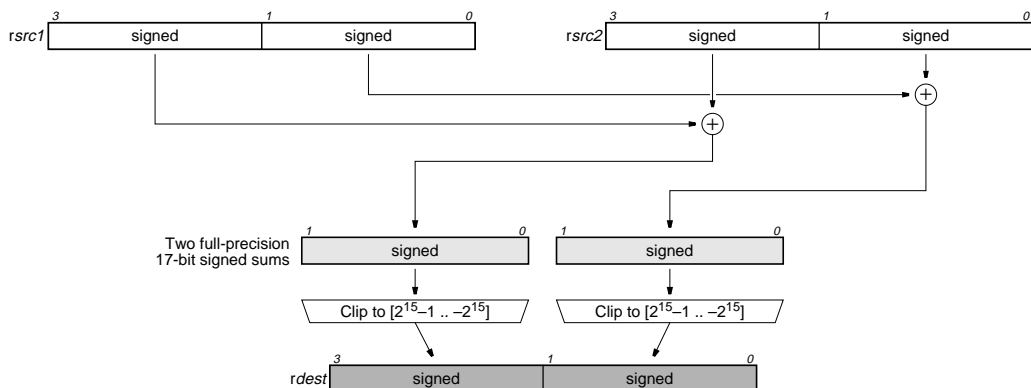 3 1 0 3 1 0
rsrc1 signed signed rsrc2 signed signed
+
+
1 0 1 0
Two full-precision
17-bit signed sums
signed signed
Clip to [2¹⁵–1 .. –2¹⁵] Clip to [2¹⁵–1 .. –2¹⁵]
3 1 0
rdest signed signed